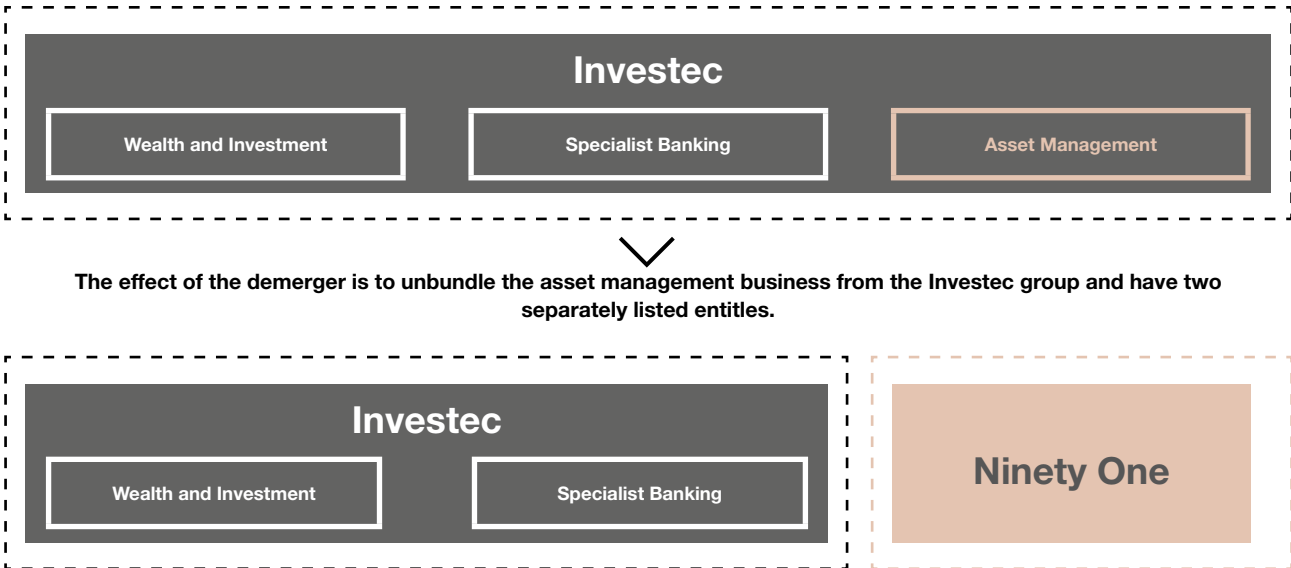 Investec
Wealth and Investment
Specialist Banking
Asset Management
The effect of the demerger is to unbundle the asset management business from the Investec group and have two
separately listed entitles.
Investec
Wealth and Investment
Specialist Banking
Ninety One